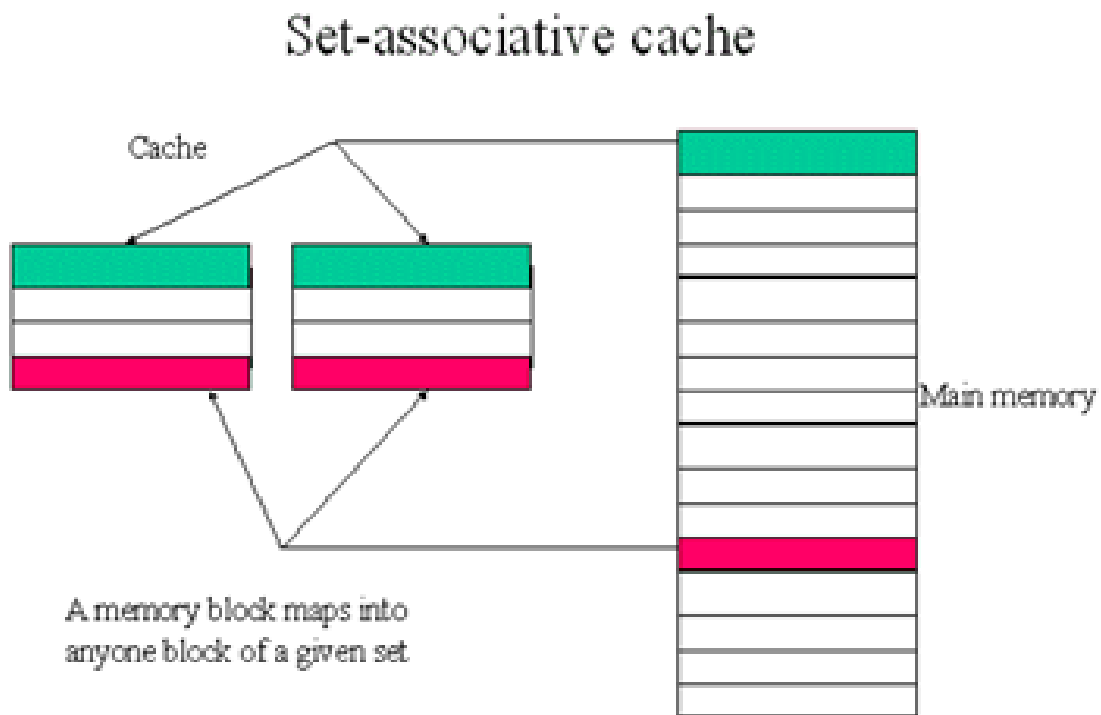 Set-associative cache
Cache
Main memory
A memory block maps into
anyone block of a given set